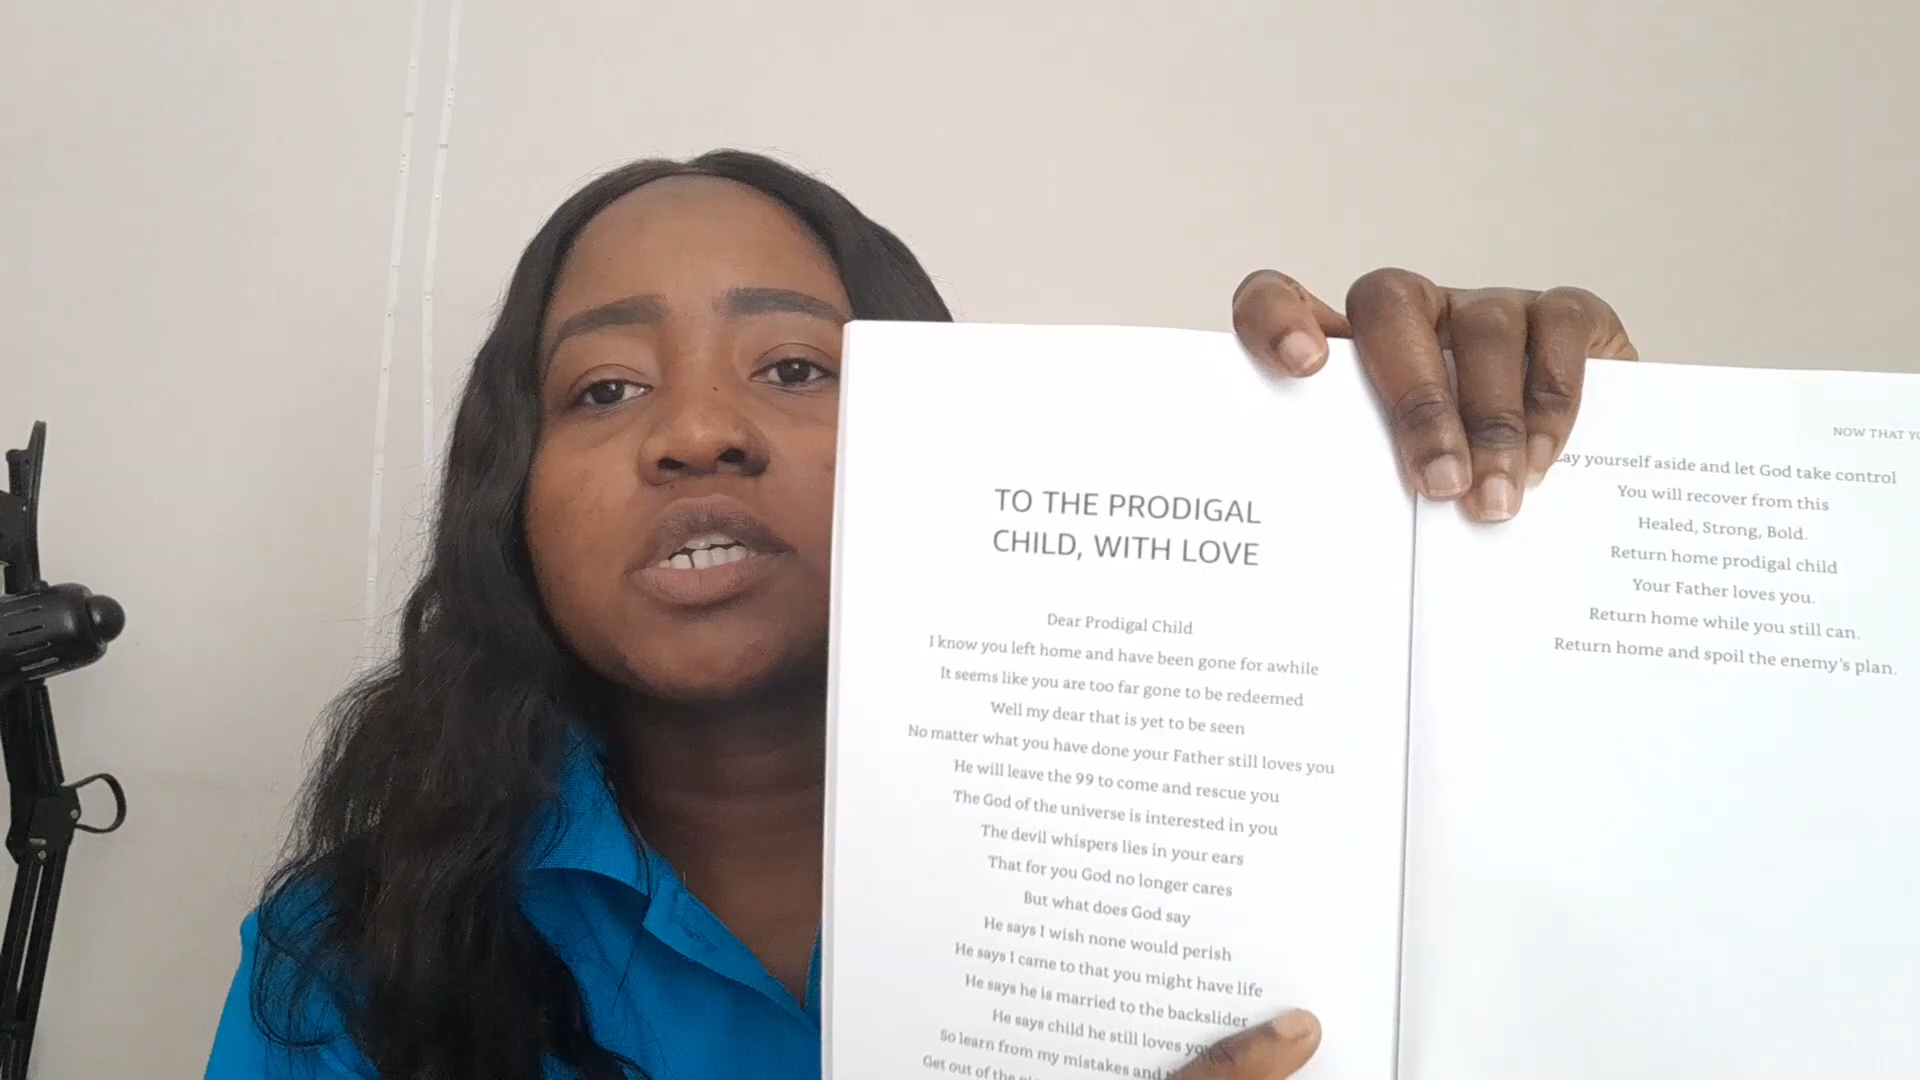 TO THE PRODIGAL
CHILD, WITH LOVE
Dear Prodigal Child
I know you left home and have been gone for awhile
It seems like you are too far gone to be redeemed
Well my dear that is yet to be seen
No matter what you have done your Father still loves you
He will leave the 99 to come and rescue you
The God of the universe is interested in you
The devil whispers lies in your ears
That for you God no longer cares
But what does God say
He says I wish none would perish
He says I came to that you might have life
He says he is married to the backslider
He says child he still loves you
So learn from my mistakes and
Get out of the
NOW THAT
Lay yourself aside and let God take control
You will recover from this
Healed, Strong, Bold.
Return home prodigal child
Your Father loves you.
Return home while you still can.
Return home and spoil the enemy's plan.